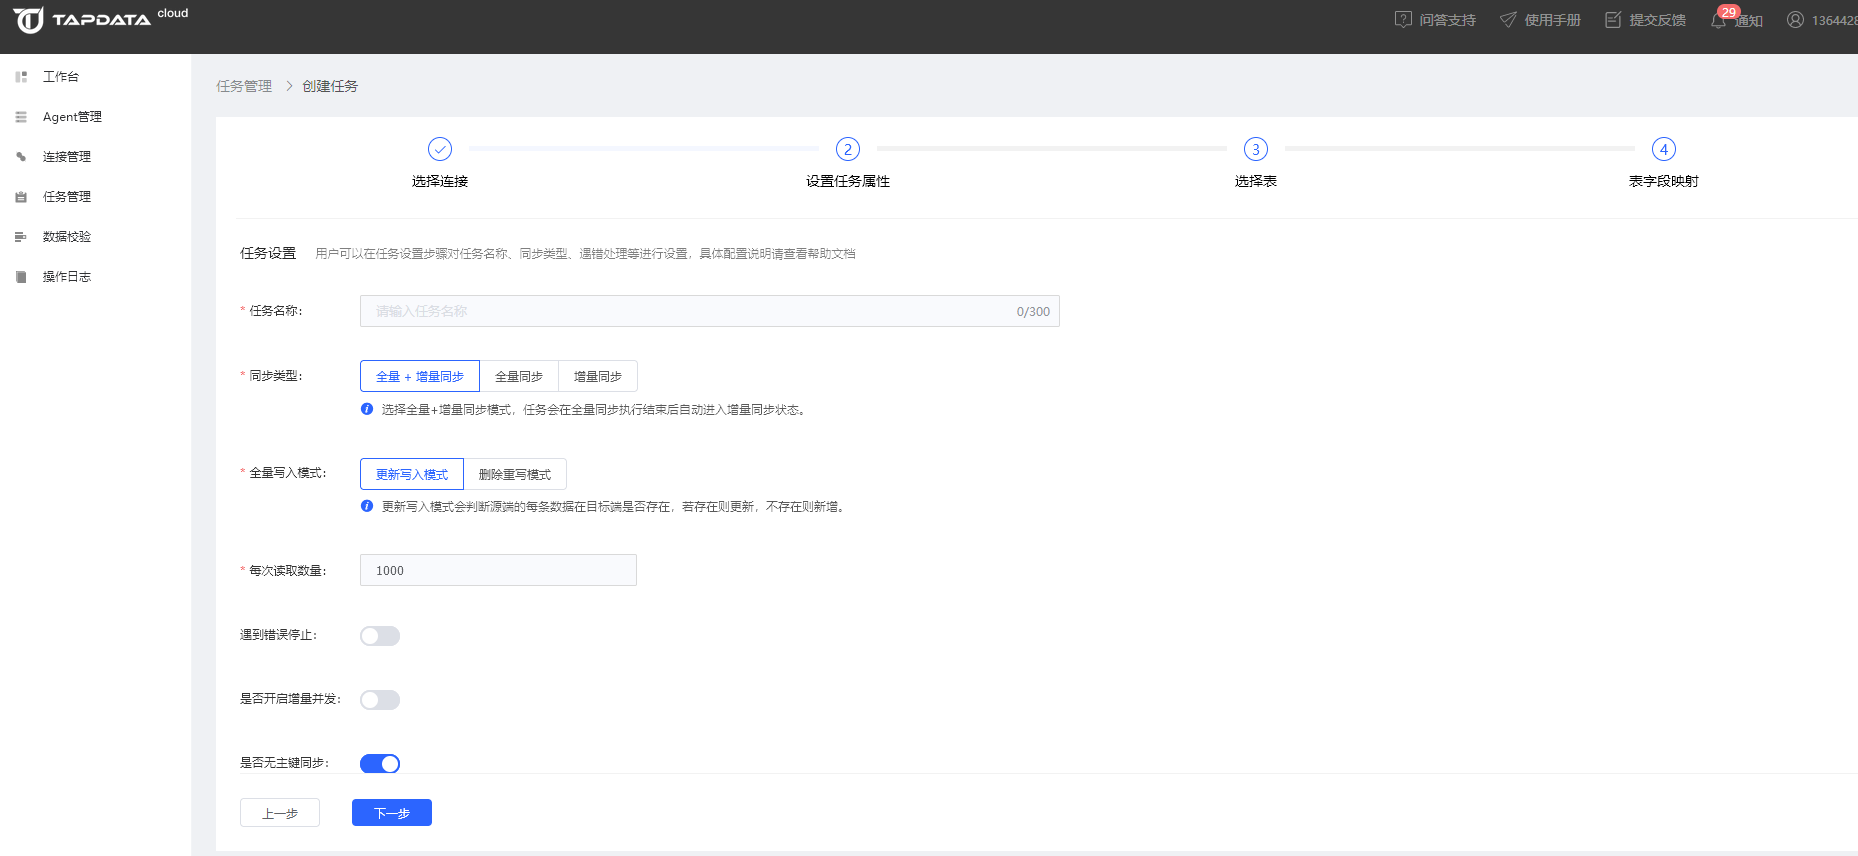 TAPDATA cloud
问答支持
使用手册
提交反馈
29
通知
1364428
工作台
Agent管理
连接管理
任务管理
数据校验
操作日志
任务管理 > 创建任务
2
3
4
选择连接
设置任务属性
选择表
表字段映射
任务设置 用户可以在任务设置步骤对任务名称、同步类型、遇错处理等进行设置，具体配置说明请查看帮助文档
* 任务名称: 请输入任务名称 0/300
* 同步类型: 全量 + 增量同步 全量同步 增量同步
选择全量+增量同步模式，任务会在全量同步执行结束后自动进入增量同步状态。
* 全量写入模式: 更新写入模式 删除重写模式
更新写入模式会判断源端的每条数据在目标端是否存在，若存在则更新，不存在则新增。
* 每次读取数量: 1000
遇到错误停止:
是否开启增量并发:
是否无主键同步:
上一步 下一步